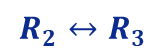 R₂ ↔ R₃